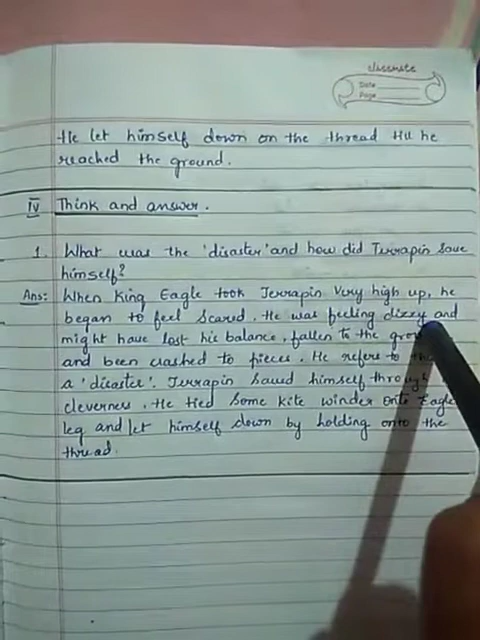 classmate
Date
Page
He let himself down on the thread till he
reached the ground.
IV Think and answer.
1. What was the 'disaster' and how did Terrapin save
himself?
Ans: When King Eagle took Terrapin very high up, he
began to feel scared. He was feeling dizzy and
might have lost his balance, fallen to the
and been crashed to pieces. He refers to
a 'disaster'. Terrapin saved himself through
cleverness. He tied some kite winder onto Eagle
leg and let himself down by holding onto the
thread.